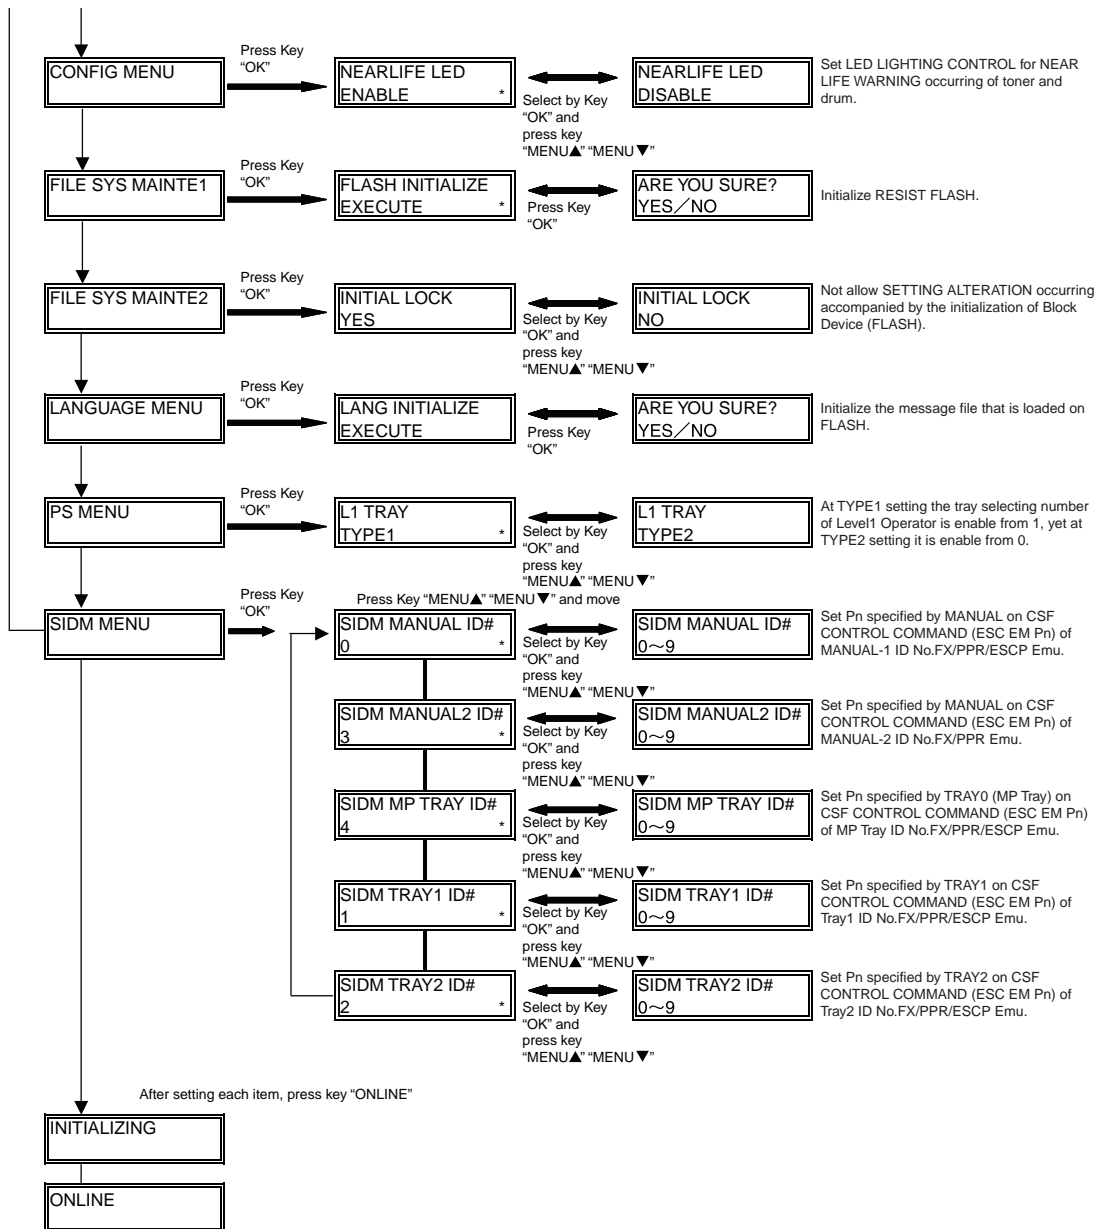 Press Key
“OK”
CONFIG MENU
NEARLIFE LED
ENABLE *
Select by Key
“OK” and
press key
“MENU▲” “MENU▼”
NEARLIFE LED
DISABLE
Set LED LIGHTING CONTROL for NEAR
LIFE WARNING occurring of toner and
drum.
Press Key
“OK”
FILE SYS MAINTE1
FLASH INITIALIZE
EXECUTE *
Press Key
“OK”
ARE YOU SURE?
YES／NO
Initialize RESIST FLASH.
Press Key
“OK”
FILE SYS MAINTE2
INITIAL LOCK
YES
Select by Key
“OK” and
press key
“MENU▲” “MENU▼”
INITIAL LOCK
NO
Not allow SETTING ALTERATION occurring
accompanied by the initialization of Block
Device (FLASH).
Press Key
“OK”
LANGUAGE MENU
LANG INITIALIZE
EXECUTE
Press Key
“OK”
ARE YOU SURE?
YES／NO
Initialize the message file that is loaded on
FLASH.
Press Key
“OK”
PS MENU
L1 TRAY
TYPE1 *
Select by Key
“OK” and
press key
“MENU▲” “MENU▼”
L1 TRAY
TYPE2
At TYPE1 setting the tray selecting number
of Level1 Operator is enable from 1, yet at
TYPE2 setting it is enable from 0.
Press Key
“OK”
SIDM MENU
Press Key “MENU▲” “MENU▼” and move
SIDM MANUAL ID#
0 *
Select by Key
“OK” and
press key
“MENU▲” “MENU▼”
SIDM MANUAL ID#
0～9
Set Pn specified by MANUAL on CSF
CONTROL COMMAND (ESC EM Pn) of
MANUAL-1 ID No.FX/PPR/ESCP Emu.
SIDM MANUAL2 ID#
3 *
Select by Key
“OK” and
press key
“MENU▲” “MENU▼”
SIDM MANUAL2 ID#
0～9
Set Pn specified by MANUAL on CSF
CONTROL COMMAND (ESC EM Pn) of
MANUAL-2 ID No.FX/PPR Emu.
SIDM MP TRAY ID#
4 *
Select by Key
“OK” and
press key
“MENU▲” “MENU▼”
SIDM MP TRAY ID#
0～9
Set Pn specified by TRAY0 (MP Tray) on
CSF CONTROL COMMAND (ESC EM Pn)
of MP Tray ID No.FX/PPR/ESCP Emu.
SIDM TRAY1 ID#
1 *
Select by Key
“OK” and
press key
“MENU▲” “MENU▼”
SIDM TRAY1 ID#
0～9
Set Pn specified by TRAY1 on CSF
CONTROL COMMAND (ESC EM Pn) of
Tray1 ID No.FX/PPR/ESCP Emu.
SIDM TRAY2 ID#
2 *
Select by Key
“OK” and
press key
“MENU▲” “MENU▼”
SIDM TRAY2 ID#
0～9
Set Pn specified by TRAY2 on CSF
CONTROL COMMAND (ESC EM Pn) of
Tray2 ID No.FX/PPR/ESCP Emu.
After setting each item, press key “ONLINE”
INITIALIZING
ONLINE